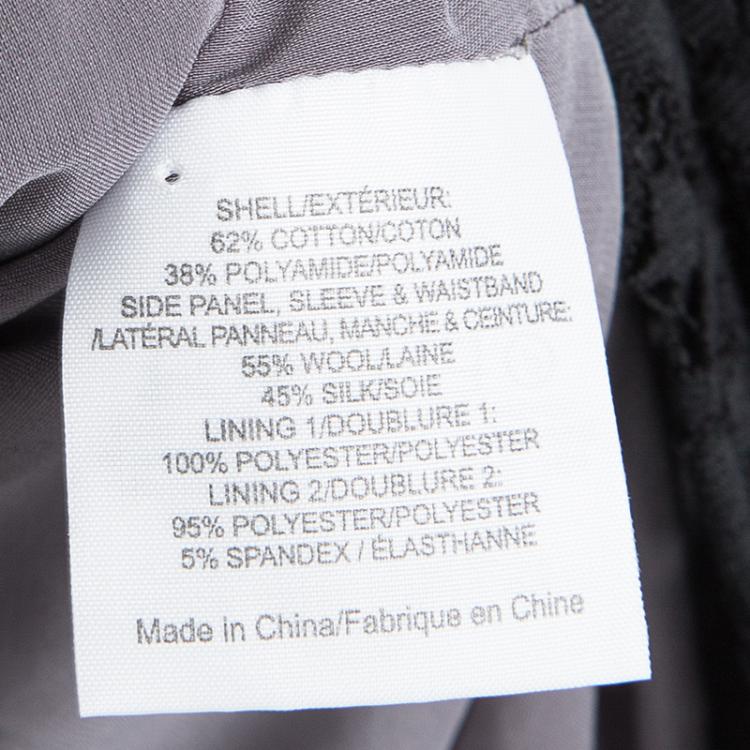 SHELL/EXTÉRIEUR:
62% COTTON/COTON
38% POLYAMIDE/POLYAMIDE
SIDE PANEL, SLEEVE & WAISTBAND
/LATÉRAL PANNEAU, MANCHE & CEINTURE:
55% WOOL/LAINE
45% SILK/SOIE
LINING 1/DOUBLURE 1:
100% POLYESTER/POLYESTER
LINING 2/DOUBLURE 2:
95% POLYESTER/POLYESTER
5% SPANDEX / ÉLASTHANNE
Made in China/Fabrique en Chine